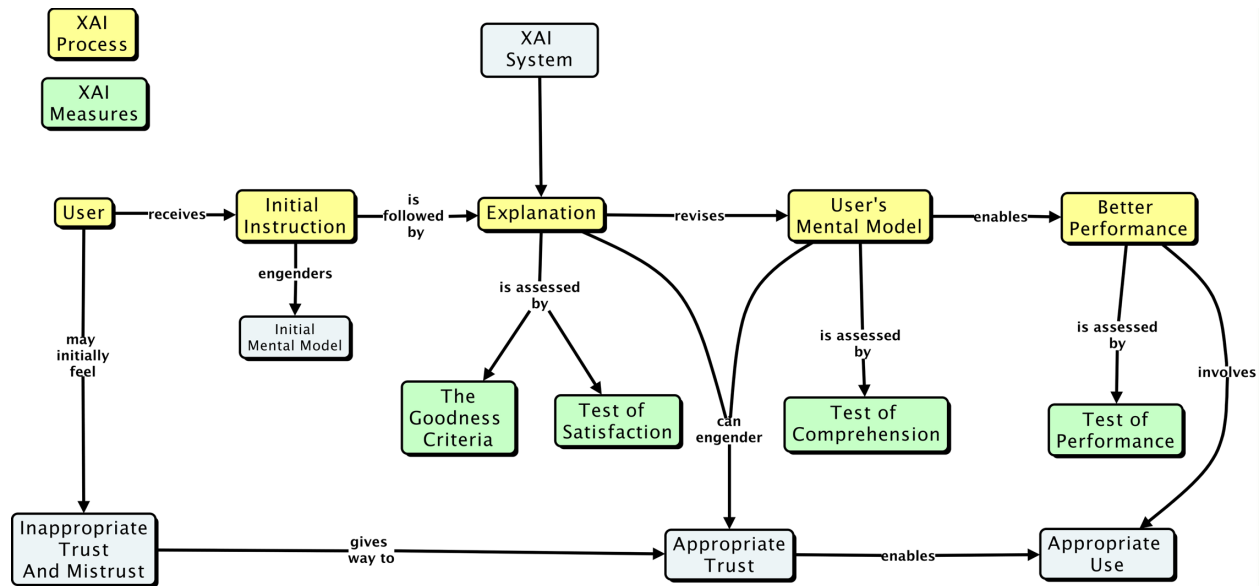 XAI
Process
XAI
Measures
XAI
System
User
receives
Initial
Instruction
is
followed
by
Explanation
revises
User's
Mental Model
enables
Better
Performance
engenders
Initial
Mental Model
is assessed
by
may
initially
feel
is assessed
by
is assessed
by
involves
The
Goodness
Criteria
Test of
Satisfaction
can
engender
Test of
Comprehension
Test of
Performance
Inappropriate
Trust
And Mistrust
gives
way to
Appropriate
Trust
enables
Appropriate
Use